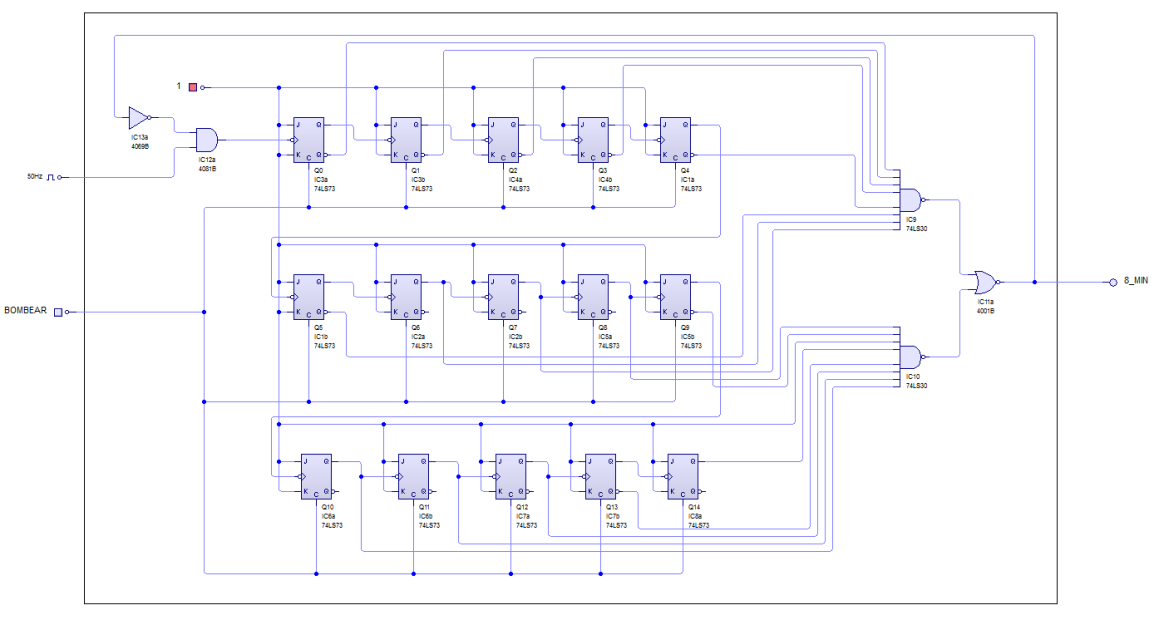 1
IC13a
4069B
IC12a
4081B
50Hz
J Q
K C Q
Q0
IC3a
74LS73
J Q
K C Q
Q1
IC3b
74LS73
J Q
K C Q
Q2
IC4a
74LS73
J Q
K C Q
Q3
IC4b
74LS73
J Q
K C Q
Q4
IC1a
74LS73
IC9
74LS30
BOMBEAR
J Q
K C Q
Q5
IC1b
74LS73
J Q
K C Q
Q6
IC2a
74LS73
J Q
K C Q
Q7
IC2b
74LS73
J Q
K C Q
Q8
IC5a
74LS73
J Q
K C Q
Q9
IC5b
74LS73
IC11a
4001B
8_MIN
IC10
74LS30
J Q
K C Q
Q10
IC6a
74LS73
J Q
K C Q
Q11
IC6b
74LS73
J Q
K C Q
Q12
IC7a
74LS73
J Q
K C Q
Q13
IC7b
74LS73
J Q
K C Q
Q14
IC8a
74LS73